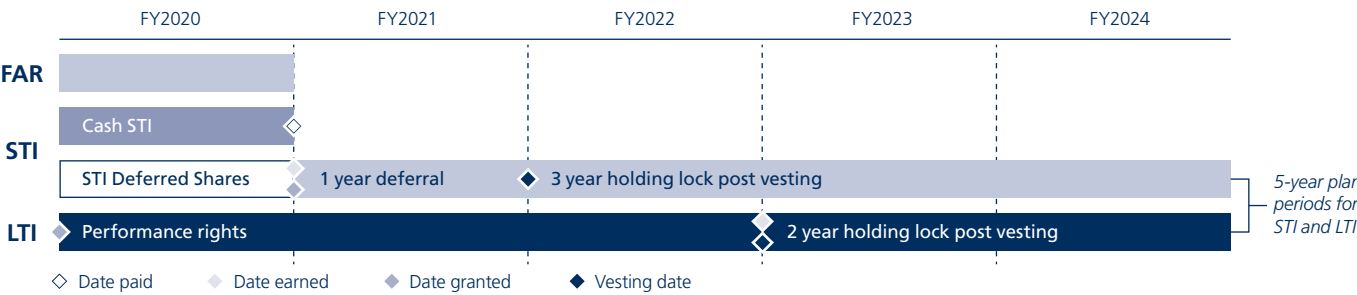 FY2020 FY2021 FY2022 FY2023 FY2024
FAR
Cash STI
STI
STI Deferred Shares 1 year deferral 3 year holding lock post vesting
5-year plan
periods for
STI and LTI
LTI Performance rights 2 year holding lock post vesting
Date paid Date earned Date granted Vesting date